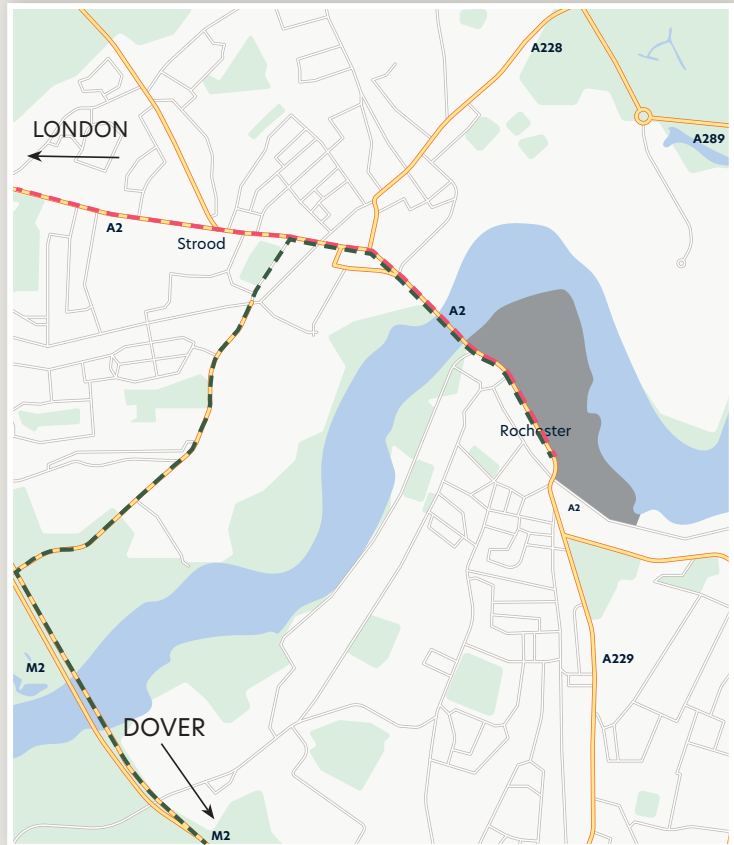 A228
LONDON
A289
A2
Strood
A2
Rochester
A2
A229
M2
DOVER
M2